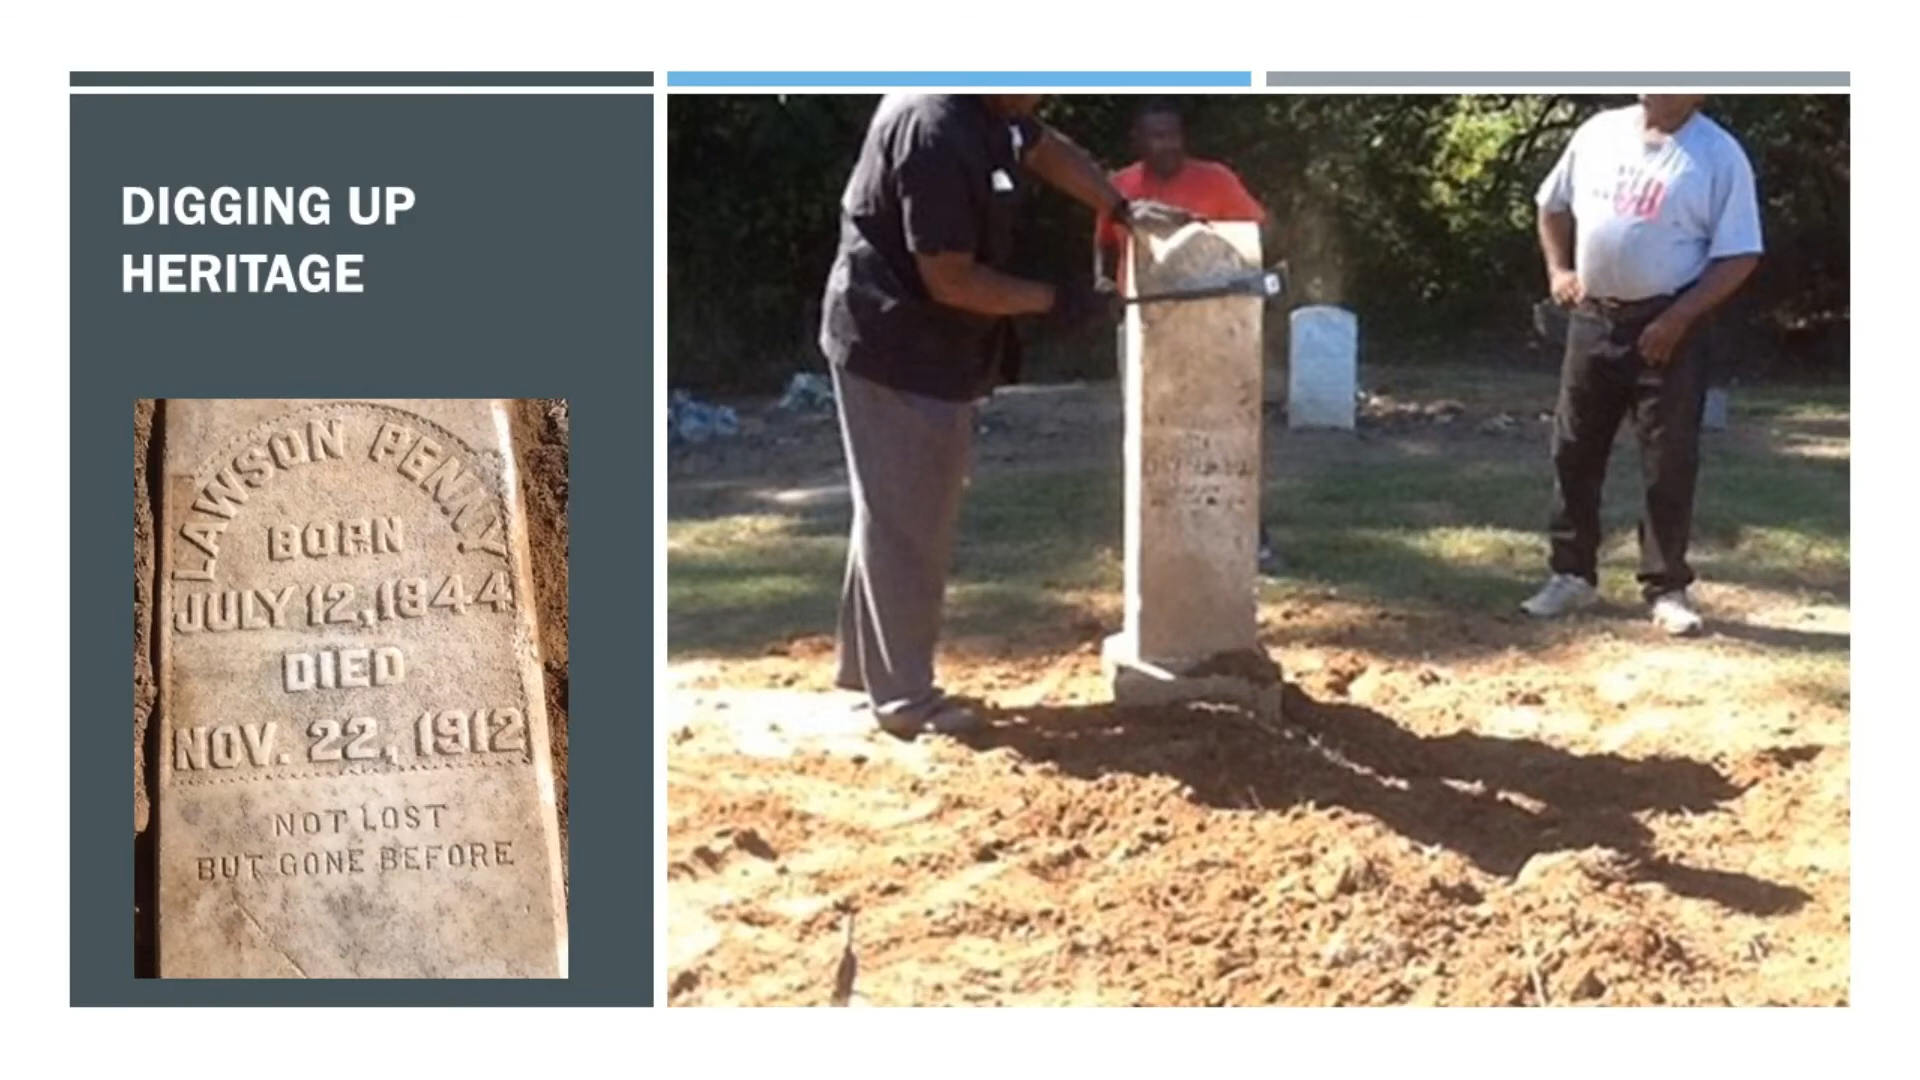 DIGGING UP
HERITAGE
LAWSON PENNY
BORN
JULY 12, 1844
DIED
NOV. 22, 1912
NOT LOST
BUT GONE BEFORE